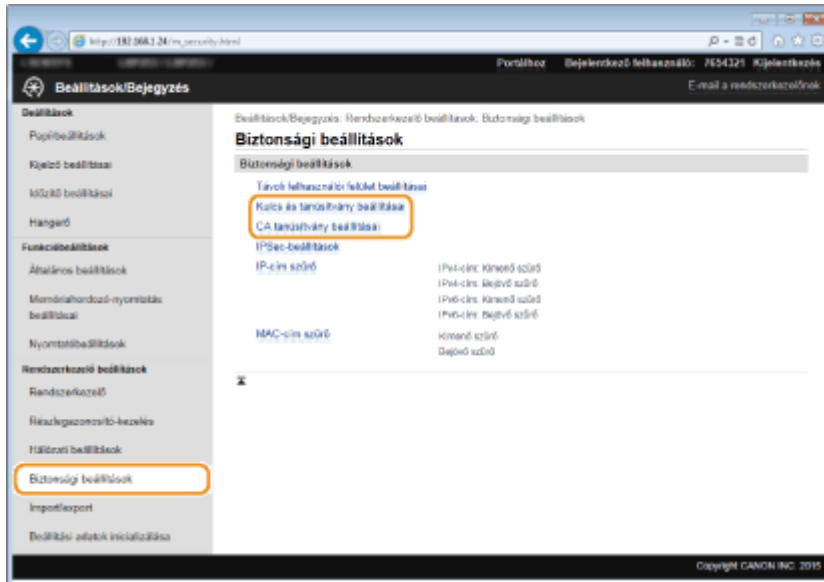 http://192.168.1.24/m_security.html
Portálhoz Bejelentkező felhasználó: 7654321 Kijelentkezés
Beállítások/Bejegyzés
E-mail a rendszerkezelőnek
Beállítások
Papírbeállítások
Kijelző beállításai
Időzítő beállításai
Hangerő
Funkcióbeállítások
Általános beállítások
Memóriahordozó-nyomtatás
beállításai
Nyomtatóbeállítások
Rendszerkezelő beállítások
Rendszerkezelő
Részlegazonosító-kezelés
Hálózati beállítások
Biztonsági beállítások
Import/export
Beállítási adatok inicializálása
Beállítások/Bejegyzés: Rendszerkezelő beállítások: Biztonsági beállítások
Biztonsági beállítások
Biztonsági beállítások
Távoli felhasználói felület beállításai
Kulcs és tanúsítvány beállításai
CA tanúsítvány beállításai
IPSec-beállítások
IP-cím szűrő
IPv4-cím: Kimenő szűrő
IPv4-cím: Bejövő szűrő
IPv6-cím: Kimenő szűrő
IPv6-cím: Bejövő szűrő
MAC-cím szűrő
Kimenő szűrő
Bejövő szűrő
Copyright CANON INC. 2015